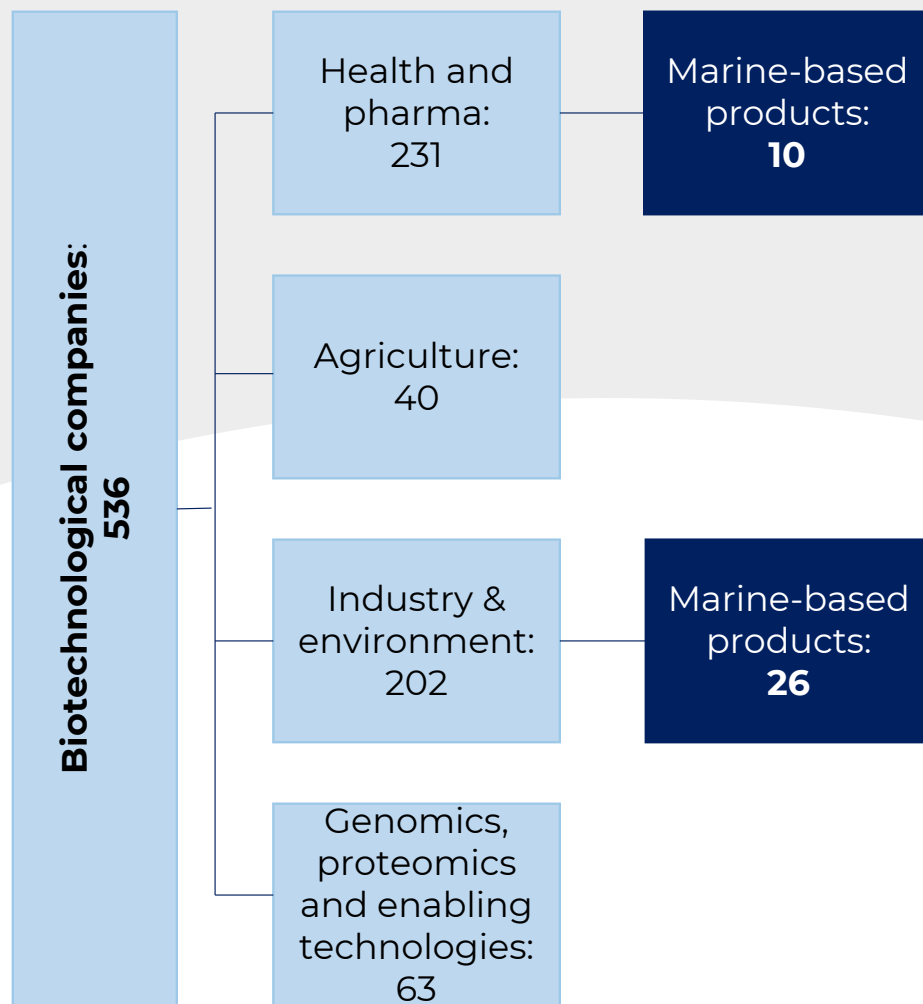 Biotechnological companies:
536
Health and
pharma:
231
Marine-based
products:
10
Agriculture:
40
Industry &
environment:
202
Marine-based
products:
26
Genomics,
proteomics
and enabling
technologies:
63